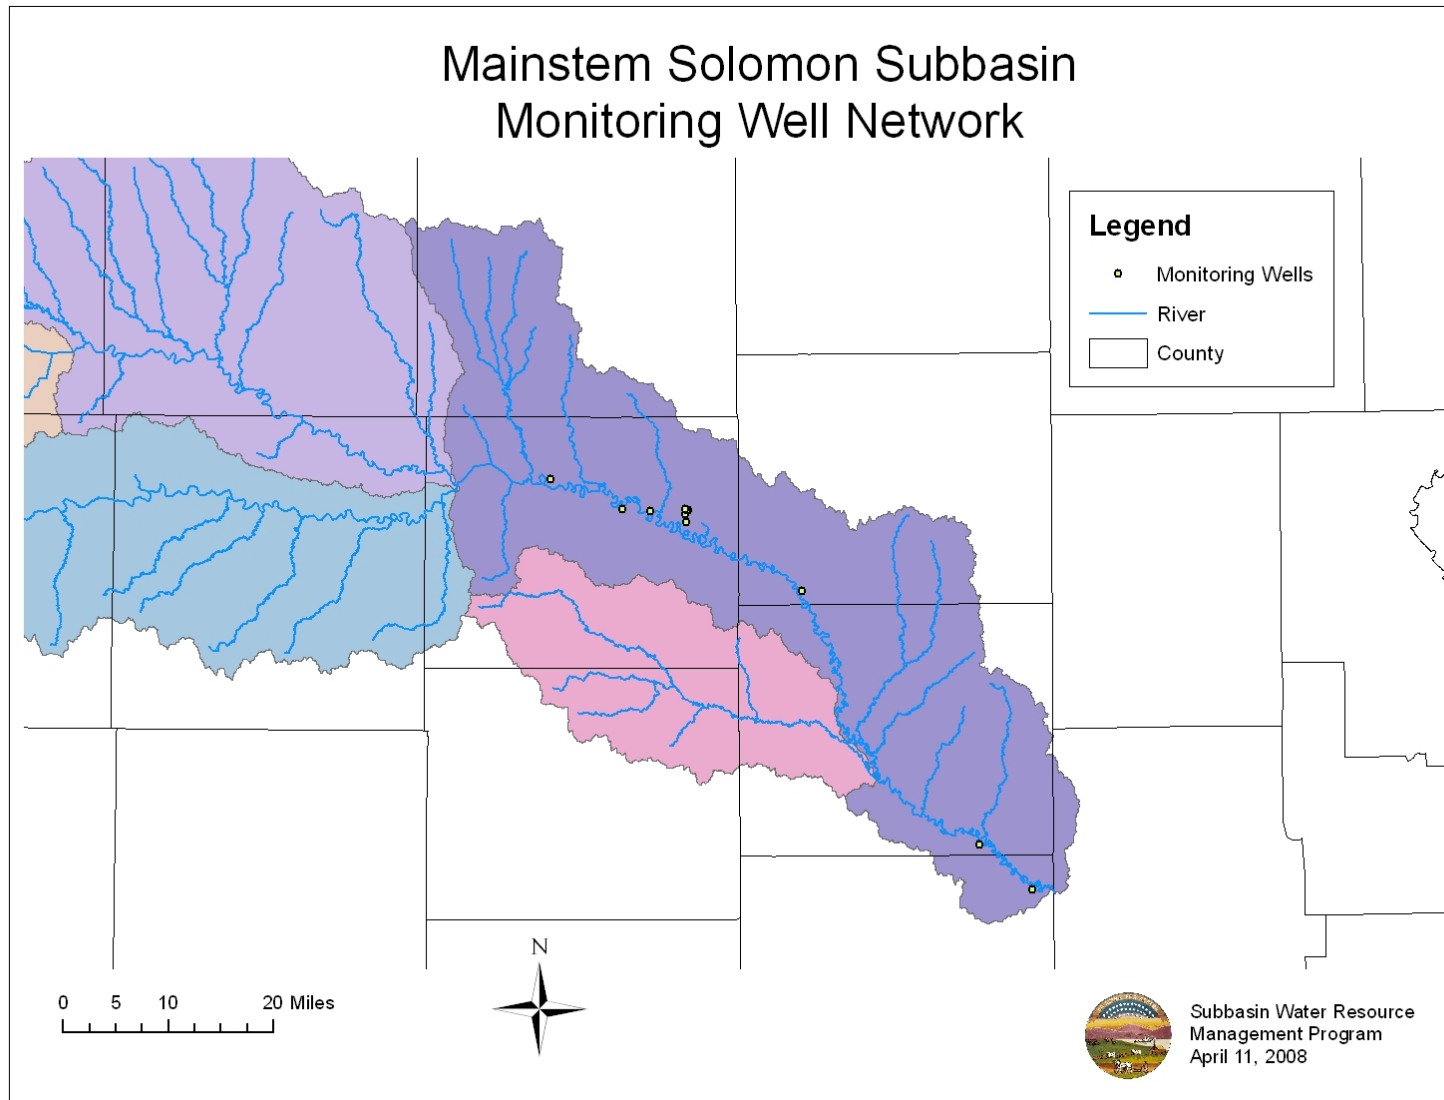 Mainstem Solomon Subbasin
Monitoring Well Network
Legend
Monitoring Wells
River
County
N
0 5 10 20 Miles
Subbasin Water Resource
Management Program
April 11, 2008